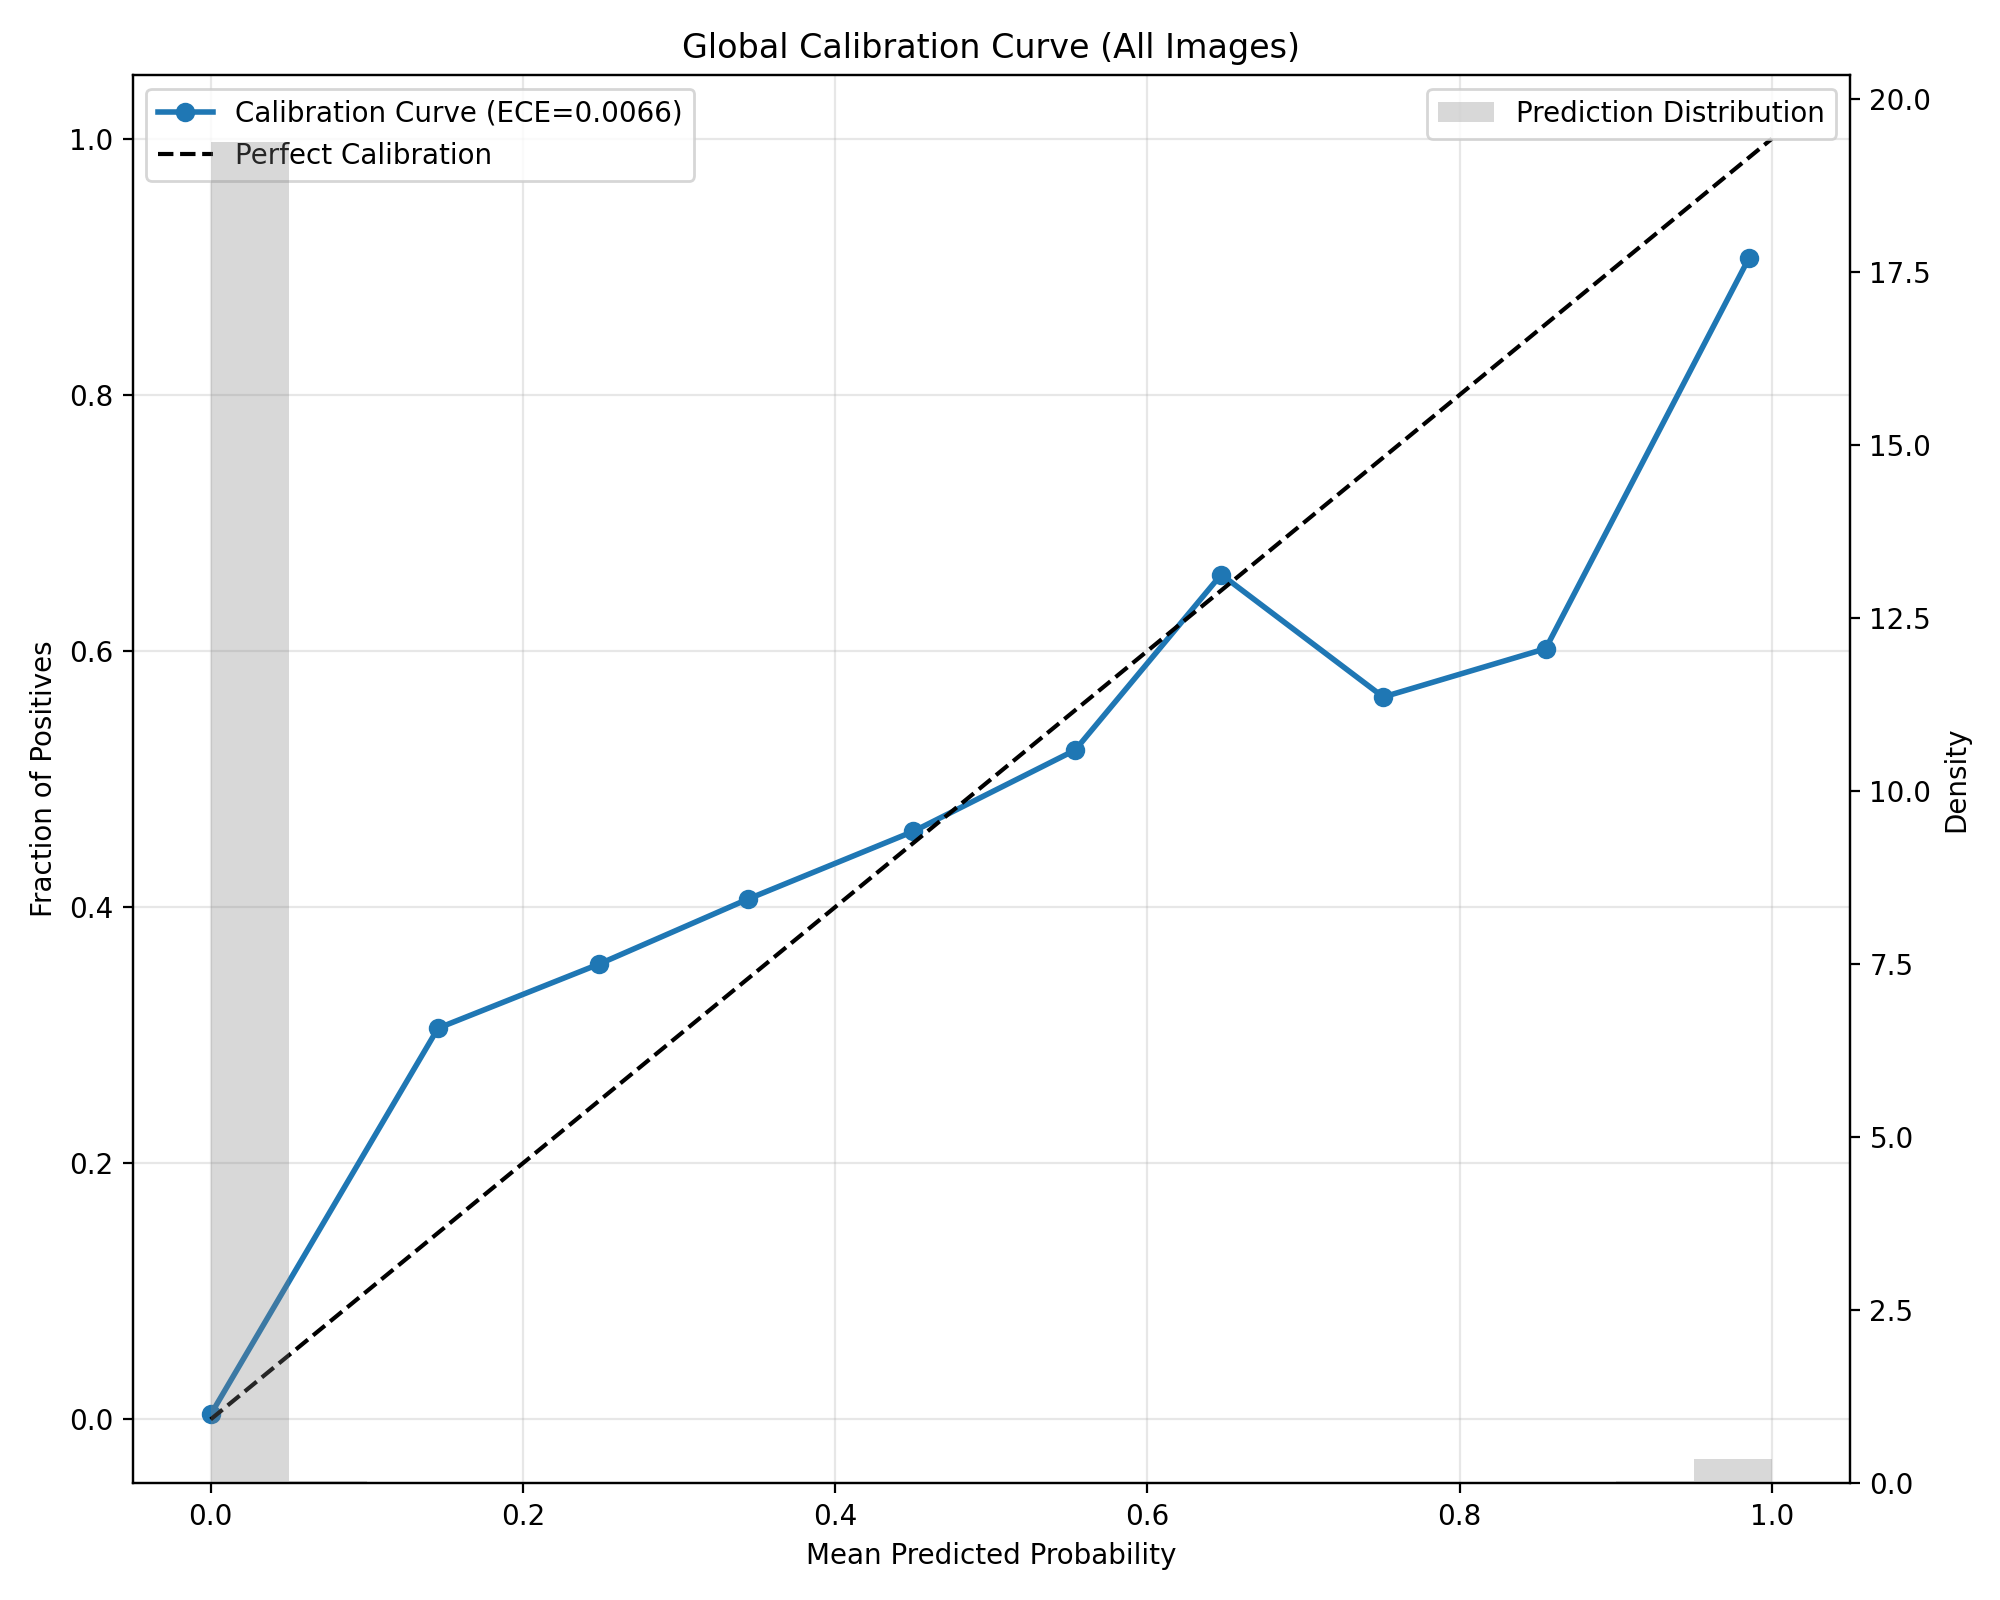 Global Calibration Curve (All Images)
Calibration Curve (ECE=0.0066)
Perfect Calibration
Prediction Distribution
1.0
0.8
0.6
0.4
0.2
0.0
Fraction of Positives
20.0
17.5
15.0
12.5
10.0
7.5
5.0
2.5
0.0
Density
0.0 0.2 0.4 0.6 0.8 1.0
Mean Predicted Probability